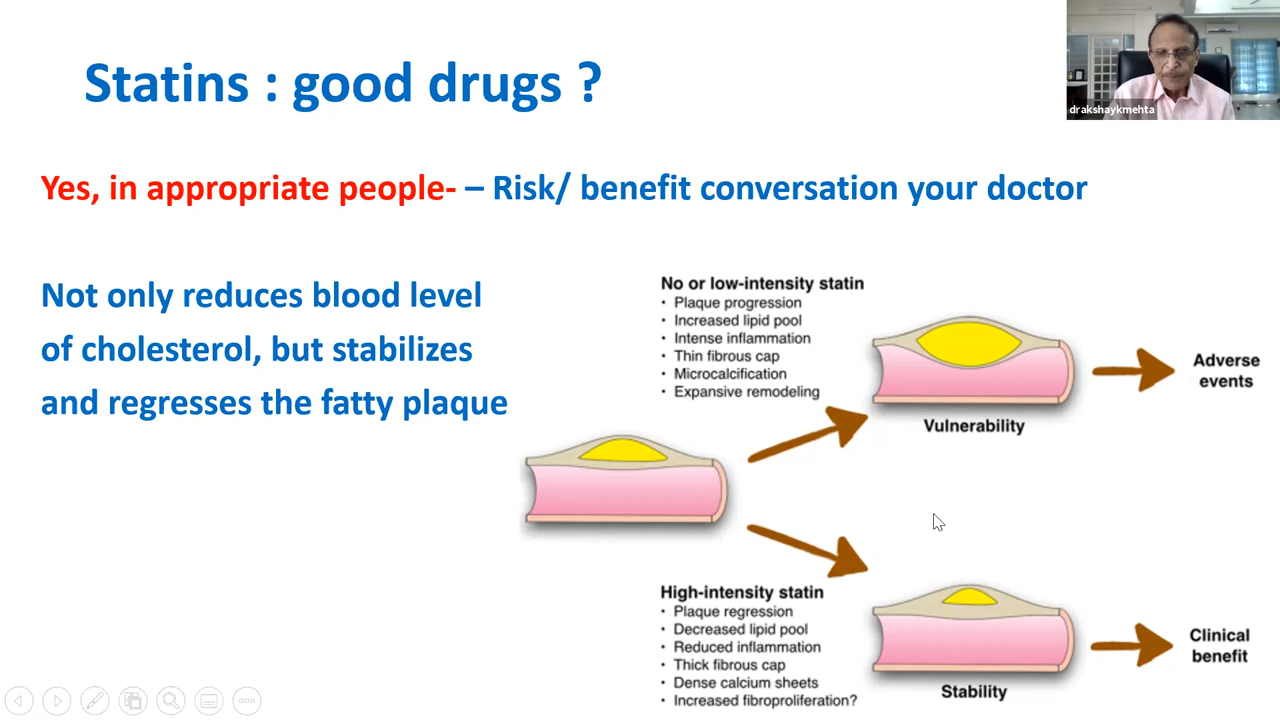 Statins : good drugs ?
drakshaykmehta
Yes, in appropriate people- – Risk/ benefit conversation your doctor
Not only reduces blood level
of cholesterol, but stabilizes
and regresses the fatty plaque
No or low-intensity statin
• Plaque progression
• Increased lipid pool
• Intense inflammation
• Thin fibrous cap
• Microcalcification
• Expansive remodeling
Vulnerability
Adverse
events
High-intensity statin
• Plaque regression
• Decreased lipid pool
• Reduced inflammation
• Thick fibrous cap
• Dense calcium sheets
• Increased fibroproliferation?
Stability
Clinical
benefit